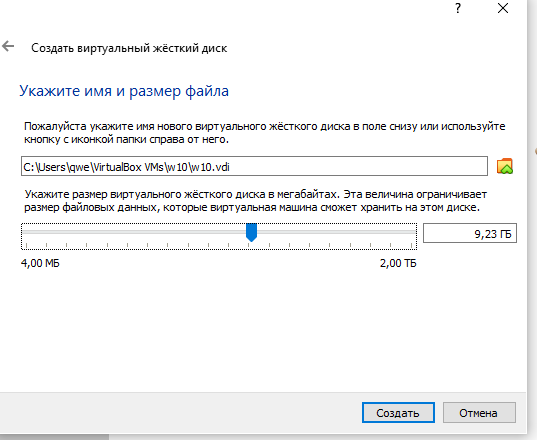 ?
Создать виртуальный жёсткий диск
Укажите имя и размер файла
Пожалуйста укажите имя нового виртуального жёсткого диска в поле снизу или используйте
кнопку с иконкой папки справа от него.
C:\Users\qwe\VirtualBox VMs\w10\w10.vdi
Укажите размер виртуального жёсткого диска в мегабайтах. Эта величина ограничивает
размер файловых данных, которые виртуальная машина сможет хранить на этом диске.
9,23 ГБ
4,00 МБ 2,00 ТБ
Создать Отмена